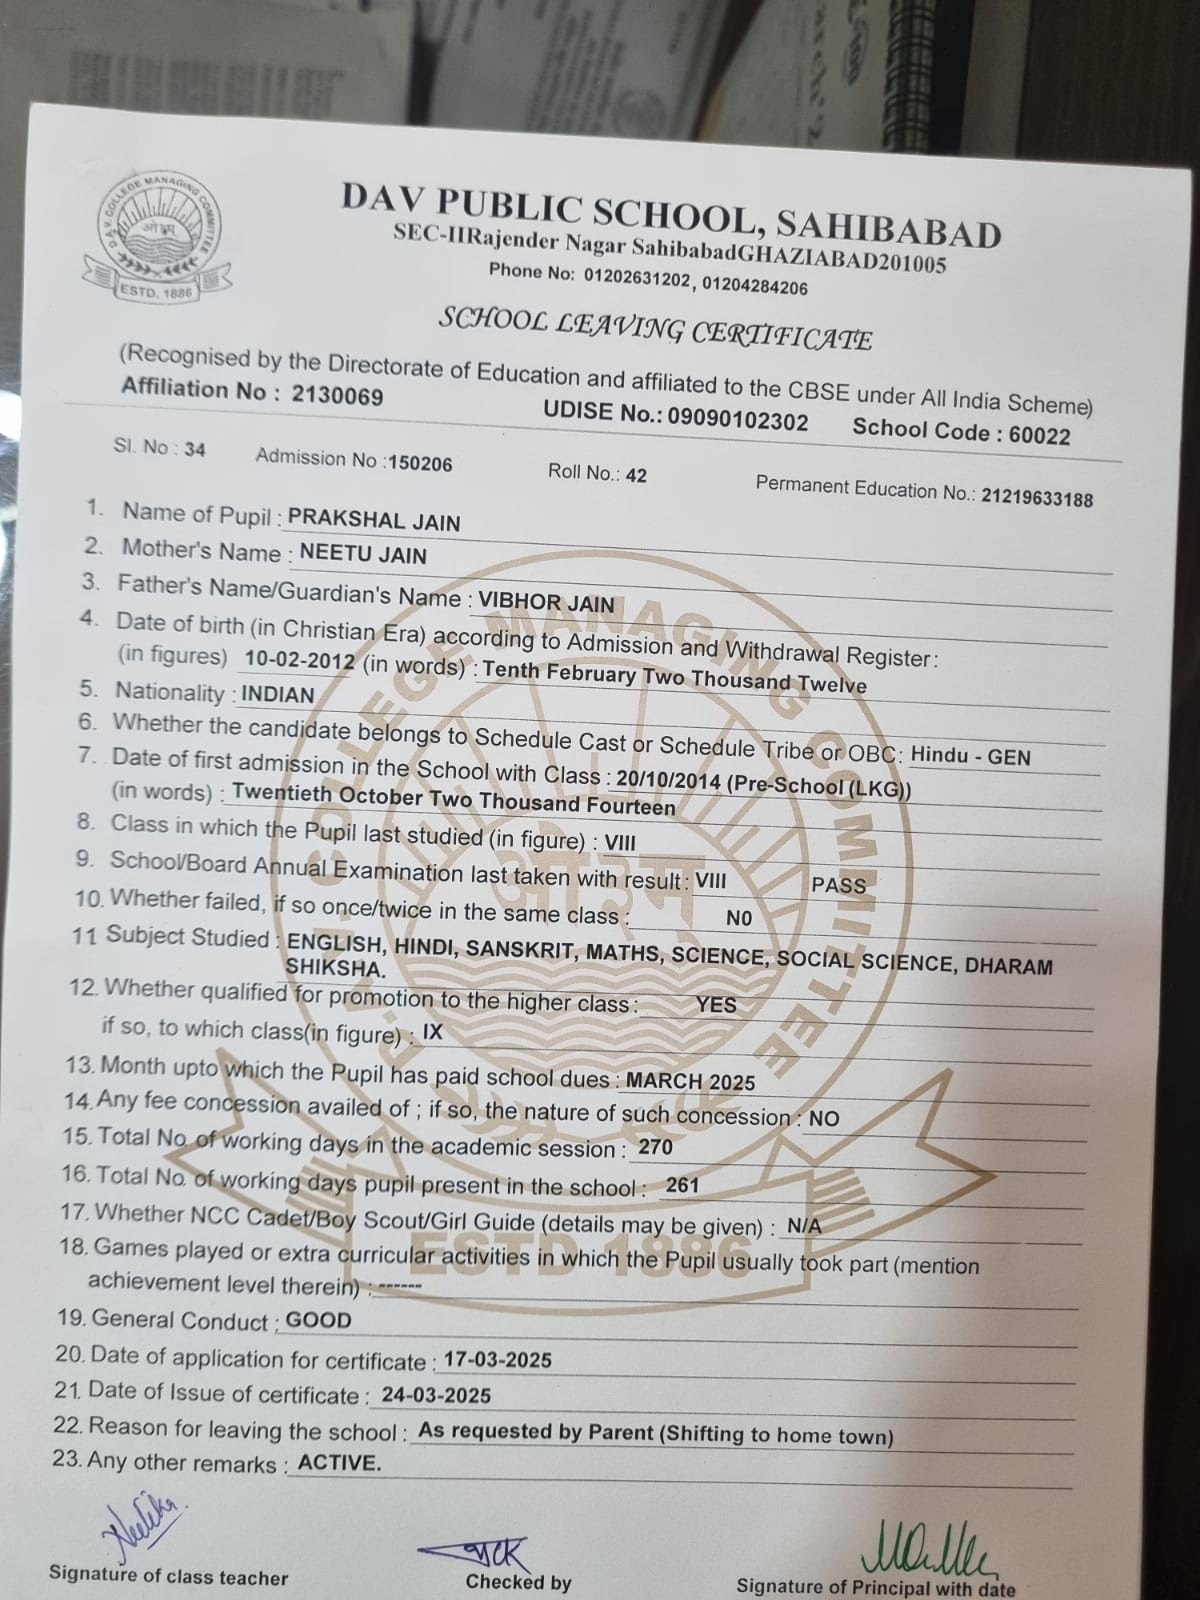 D.A.V. COLLEGE MANAGING COMMITTEE
ओ३म्
ESTD. 1886
DAV PUBLIC SCHOOL, SAHIBABAD
SEC-IIRajender Nagar SahibabadGHAZIABAD201005
Phone No: 01202631202, 01204284206
SCHOOL LEAVING CERTIFICATE
(Recognised by the Directorate of Education and affiliated to the CBSE under All India Scheme)
Affiliation No : 2130069 UDISE No.: 09090102302 School Code : 60022
Sl. No : 34 Admission No :150206 Roll No.: 42 Permanent Education No.: 21219633188
1. Name of Pupil : PRAKSHAL JAIN
2. Mother's Name : NEETU JAIN
3. Father's Name/Guardian's Name : VIBHOR JAIN
4. Date of birth (in Christian Era) according to Admission and Withdrawal Register:
(in figures) 10-02-2012 (in words) : Tenth February Two Thousand Twelve
5. Nationality : INDIAN
6. Whether the candidate belongs to Schedule Cast or Schedule Tribe or OBC: Hindu - GEN
7. Date of first admission in the School with Class : 20/10/2014 (Pre-School (LKG))
(in words) : Twentieth October Two Thousand Fourteen
8. Class in which the Pupil last studied (in figure) : VIII
9. School/Board Annual Examination last taken with result: VIII PASS
10. Whether failed, if so once/twice in the same class : N0
11 Subject Studied : ENGLISH, HINDI, SANSKRIT, MATHS, SCIENCE, SOCIAL SCIENCE, DHARAM
SHIKSHA.
12. Whether qualified for promotion to the higher class: YES
if so, to which class(in figure) : IX
13. Month upto which the Pupil has paid school dues : MARCH 2025
14. Any fee concession availed of ; if so, the nature of such concession : NO
15. Total No. of working days in the academic session : 270
16. Total No. of working days pupil present in the school : 261
17. Whether NCC Cadet/Boy Scout/Girl Guide (details may be given) : N/A
18. Games played or extra curricular activities in which the Pupil usually took part (mention
achievement level therein) : ------
19. General Conduct : GOOD
20. Date of application for certificate : 17-03-2025
21. Date of Issue of certificate : 24-03-2025
22. Reason for leaving the school : As requested by Parent (Shifting to home town)
23. Any other remarks : ACTIVE.
Signature of class teacher Checked by Signature of Principal with date
D.A.V. COLLEGE MANAGING COMMITTEE
ओ३म्
ESTD 1886